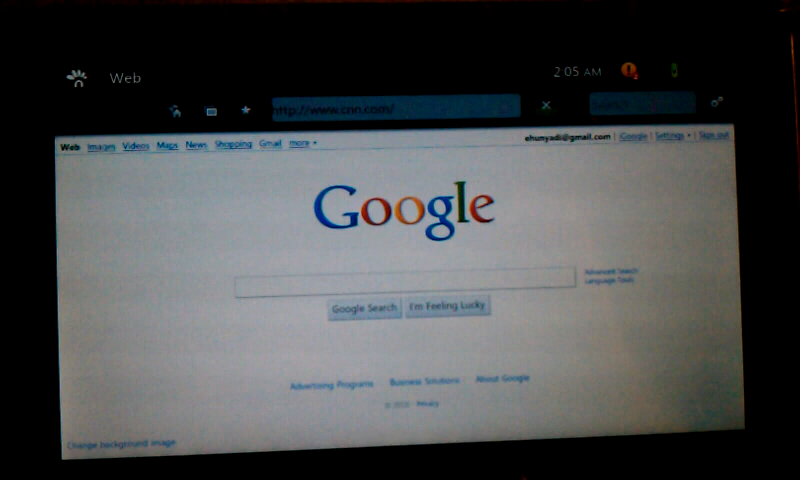 Web
2:05 AM
http://www.cnn.com/
Web Images Videos Maps News Shopping Gmail more
ehunyadi@gmail.com | iGoogle | Settings | Sign out
Google
Advanced Search
Language Tools
Google Search I'm Feeling Lucky
Advertising Programs Business Solutions About Google
Privacy
Change background image